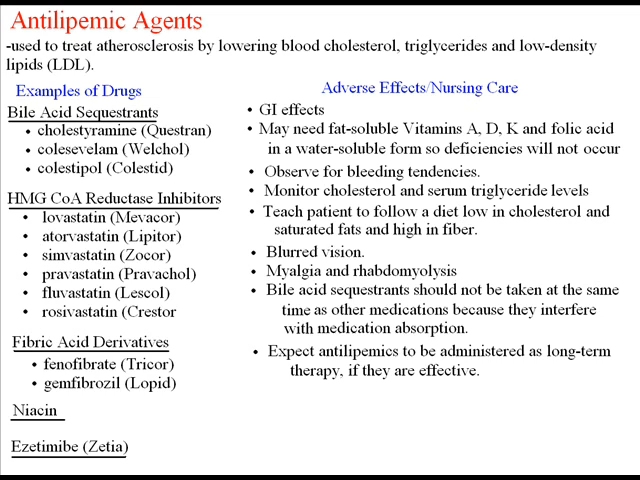 Antilipemic Agents
-used to treat atherosclerosis by lowering blood cholesterol, triglycerides and low-density
lipids (LDL).
Examples of Drugs
Bile Acid Sequestrants
• cholestyramine (Questran)
• colesevelam (Welchol)
• colestipol (Colestid)
HMG CoA Reductase Inhibitors
• lovastatin (Mevacor)
• atorvastatin (Lipitor)
• simvastatin (Zocor)
• pravastatin (Pravachol)
• fluvastatin (Lescol)
• rosivastatin (Crestor
Fibric Acid Derivatives
• fenofibrate (Tricor)
• gemfibrozil (Lopid)
Niacin
Ezetimibe (Zetia)
Adverse Effects/Nursing Care
• GI effects
• May need fat-soluble Vitamins A, D, K and folic acid
in a water-soluble form so deficiencies will not occur
• Observe for bleeding tendencies.
• Monitor cholesterol and serum triglyceride levels
• Teach patient to follow a diet low in cholesterol and
saturated fats and high in fiber.
• Blurred vision.
• Myalgia and rhabdomyolysis
• Bile acid sequestrants should not be taken at the same
time as other medications because they interfere
with medication absorption.
• Expect antilipemics to be administered as long-term
therapy, if they are effective.